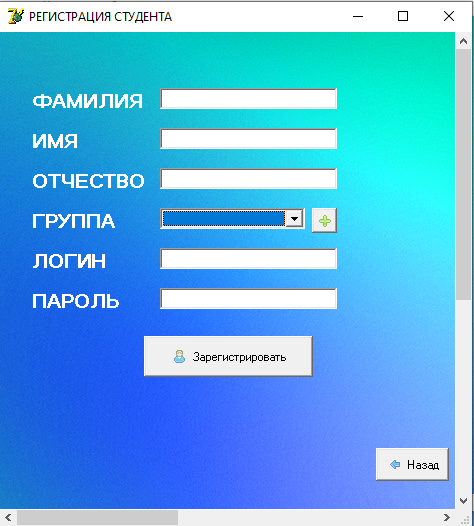 РЕГИСТРАЦИЯ СТУДЕНТА
ФАМИЛИЯ
ИМЯ
ОТЧЕСТВО
ГРУППА
ЛОГИН
ПАРОЛЬ
Зарегистрировать
Назад